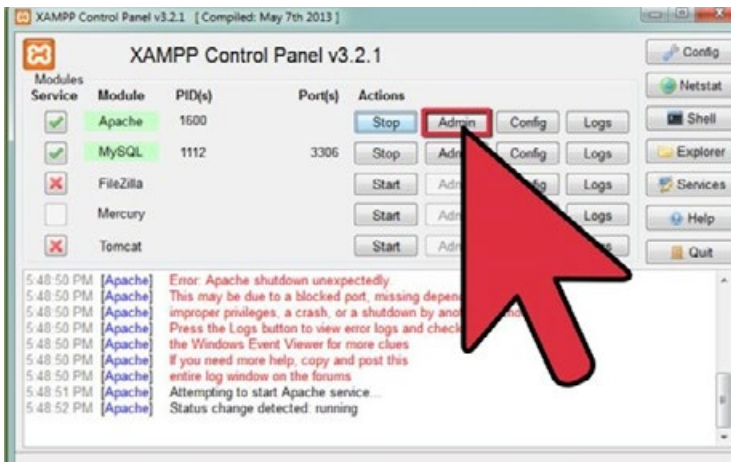 XAMPP Control Panel v3.2.1 [ Compiled: May 7th 2013 ]
XAMPP Control Panel v3.2.1
Config
Modules
Service Module PID(s) Port(s) Actions
Netstat
Apache 1600 Stop Admin Config Logs
Shell
MySQL 1112 3306 Stop Config Logs
Explorer
FileZilla Start Logs
Services
Mercury Start Logs
Help
Tomcat Start
Quit
5:48:50 PM [Apache] Error: Apache shutdown unexpectedly
5:48:50 PM [Apache] This may be due to a blocked port, missing
5:48:50 PM [Apache] improper privileges, a crash, or a shutdown by
5:48:50 PM [Apache] Press the Logs button to view error logs and check
5:48:50 PM [Apache] the Windows Event Viewer for more clues
5:48:50 PM [Apache] If you need more help, copy and post this
5:48:50 PM [Apache] entire log window on the forums
5:48:51 PM [Apache] Attempting to start Apache service...
5:48:52 PM [Apache] Status change detected: running